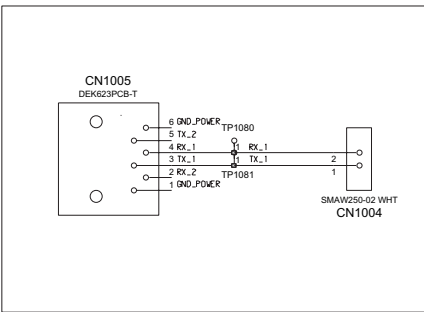 CN1005
DEK623PCB-T
6 GND_POWER
5 TX_2
4 RX_1
3 TX_1
2 RX_2
1 GND_POWER
TP1080
1 RX_1
1 TX_1
TP1081
2
1
SMAW250-02 WHT
CN1004